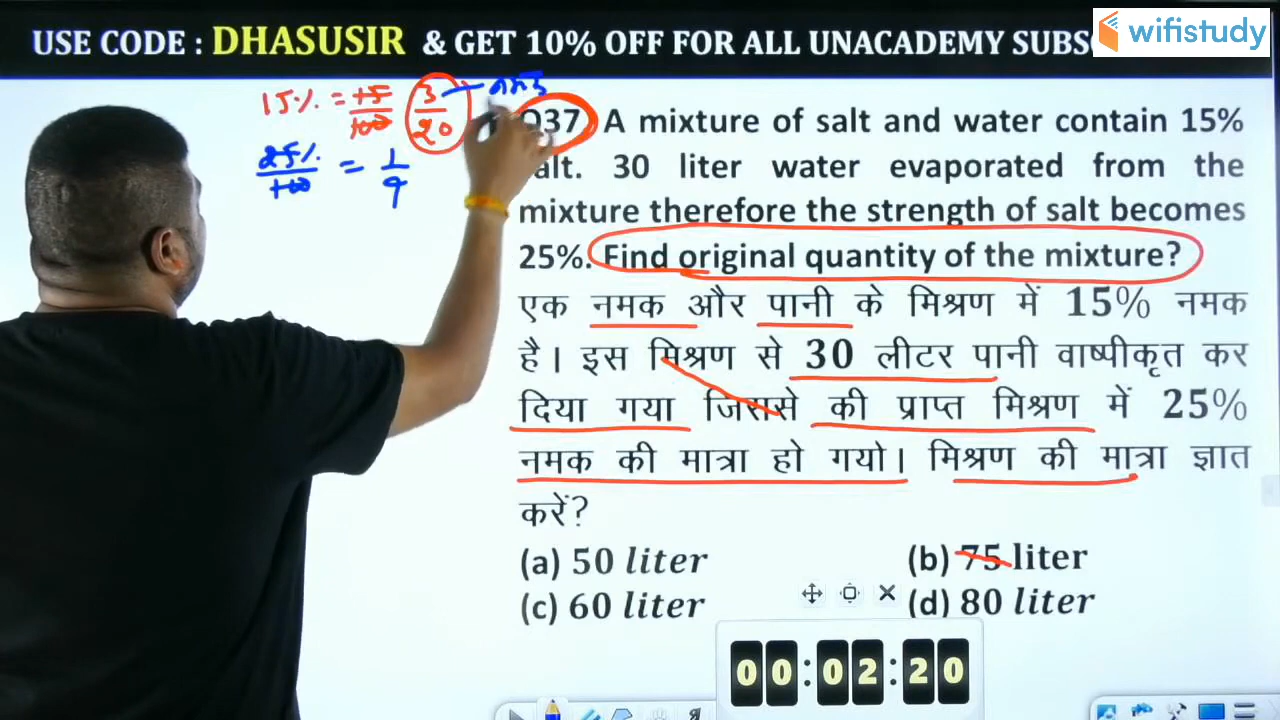 USE CODE : DHASUSIR & GET 10% OFF FOR ALL UNACADEMY SUBSC
wifistudy
15% = 15/100 3/20
25%/100 = 1/4
Q37 A mixture of salt and water contain 15%
alt. 30 liter water evaporated from the
mixture therefore the strength of salt becomes
25%. Find original quantity of the mixture?
एक नमक और पानी के मिश्रण में 15% नमक
है। इस मिश्रण से 30 लीटर पानी वाष्पीकृत कर
दिया गया जिससे की प्राप्त मिश्रण में 25%
नमक की मात्रा हो गयो। मिश्रण की मात्रा ज्ञात
करें?
(a) 50 liter (b) 75 liter
(c) 60 liter (d) 80 liter
00:02:20